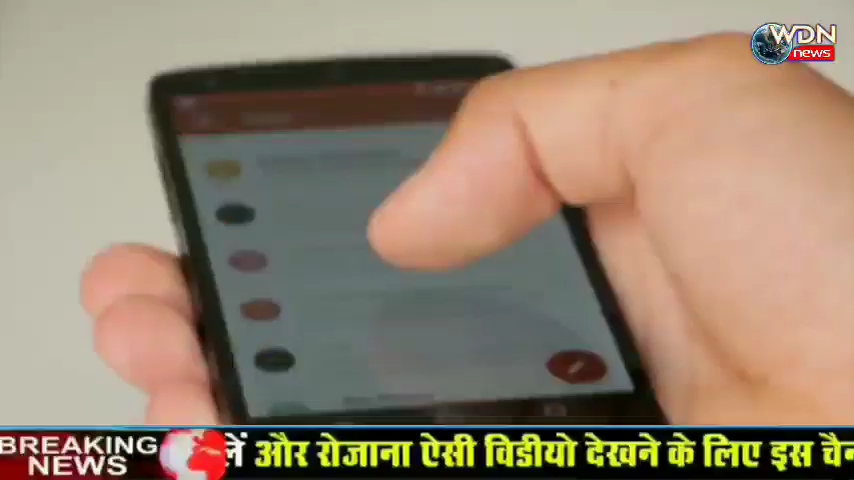 WDN
news
BREAKING
NEWS
लें और रोजाना ऐसी विडीयो देखने के लिए इस चैन